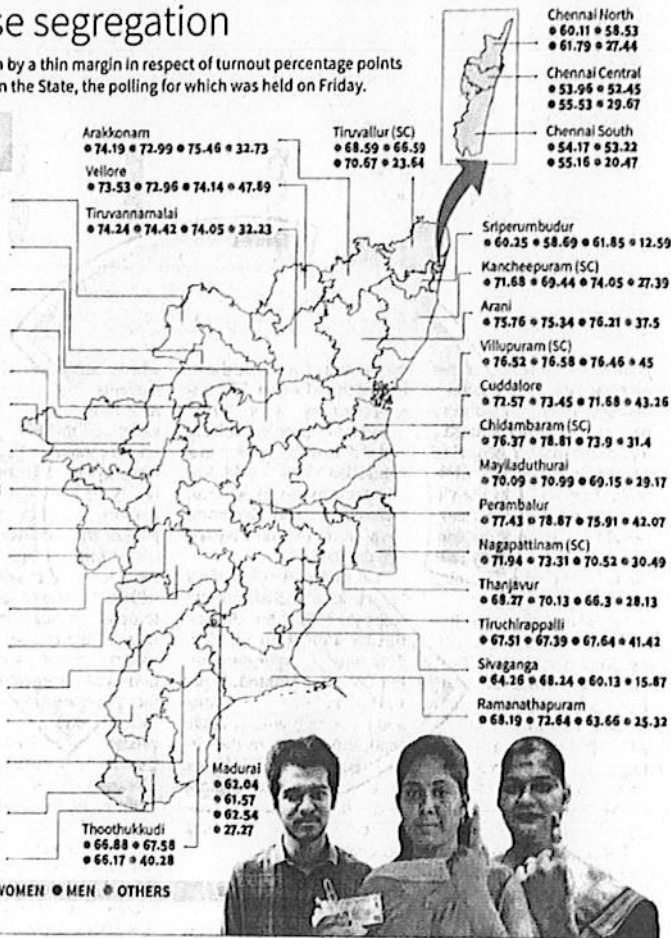 se segregation
by a thin margin in respect of turnout percentage points
n the State, the polling for which was held on Friday.
Chennai North
● 60.11 ● 58.53
● 61.79 ● 27.44
Chennai Central
● 53.96 ● 52.45
● 55.53 ● 29.67
Chennai South
● 54.17 ● 53.22
● 55.16 ● 20.47
Arakkonam
● 74.19 ● 72.99 ● 75.46 ● 32.73
Tiruvallur (SC)
● 68.59 ● 66.59
● 70.67 ● 23.64
Vellore
● 73.53 ● 72.96 ● 74.14 ● 47.89
Tiruvannamalai
● 74.24 ● 74.42 ● 74.05 ● 32.23
Sriperumbudur
● 60.25 ● 58.69 ● 61.85 ● 12.59
Kancheepuram (SC)
● 71.68 ● 69.44 ● 74.05 ● 27.39
Arani
● 75.76 ● 75.34 ● 76.21 ● 37.5
Villupuram (SC)
● 76.52 ● 76.58 ● 76.46 ● 45
Cuddalore
● 72.57 ● 73.45 ● 71.68 ● 43.26
Chidambaram (SC)
● 76.37 ● 78.81 ● 73.9 ● 31.4
Mayiladuthurai
● 70.09 ● 70.99 ● 69.15 ● 29.17
Perambalur
● 77.43 ● 78.87 ● 75.91 ● 42.07
Nagapattinam (SC)
● 71.94 ● 73.31 ● 70.52 ● 30.49
Thanjavur
● 68.27 ● 70.13 ● 66.3 ● 28.13
Tiruchirappalli
● 67.51 ● 67.39 ● 67.64 ● 41.42
Sivaganga
● 64.26 ● 68.24 ● 60.13 ● 15.87
Ramanathapuram
● 68.19 ● 72.64 ● 63.66 ● 25.32
Madurai
● 62.04
● 61.57
● 62.54
● 27.27
Thoothukkudi
● 66.88 ● 67.58
● 66.17 ● 40.28
WOMEN ● MEN ● OTHERS